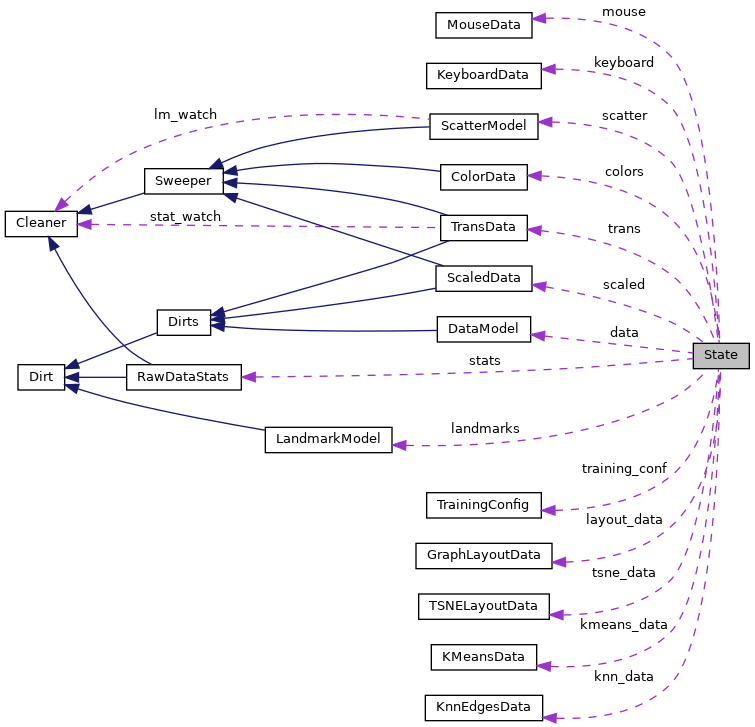 mouse
MouseData
keyboard
KeyboardData
lm_watch
scatter
ScatterModel
colors
Sweeper
ColorData
stat_watch
trans
Cleaner
TransData
scaled
ScaledData
Dirts
data
DataModel
State
stats
Dirt
RawDataStats
landmarks
LandmarkModel
training_conf
TrainingConfig
layout_data
GraphLayoutData
tsne_data
TSNELayoutData
kmeans_data
KMeansData
knn_data
KnnEdgesData